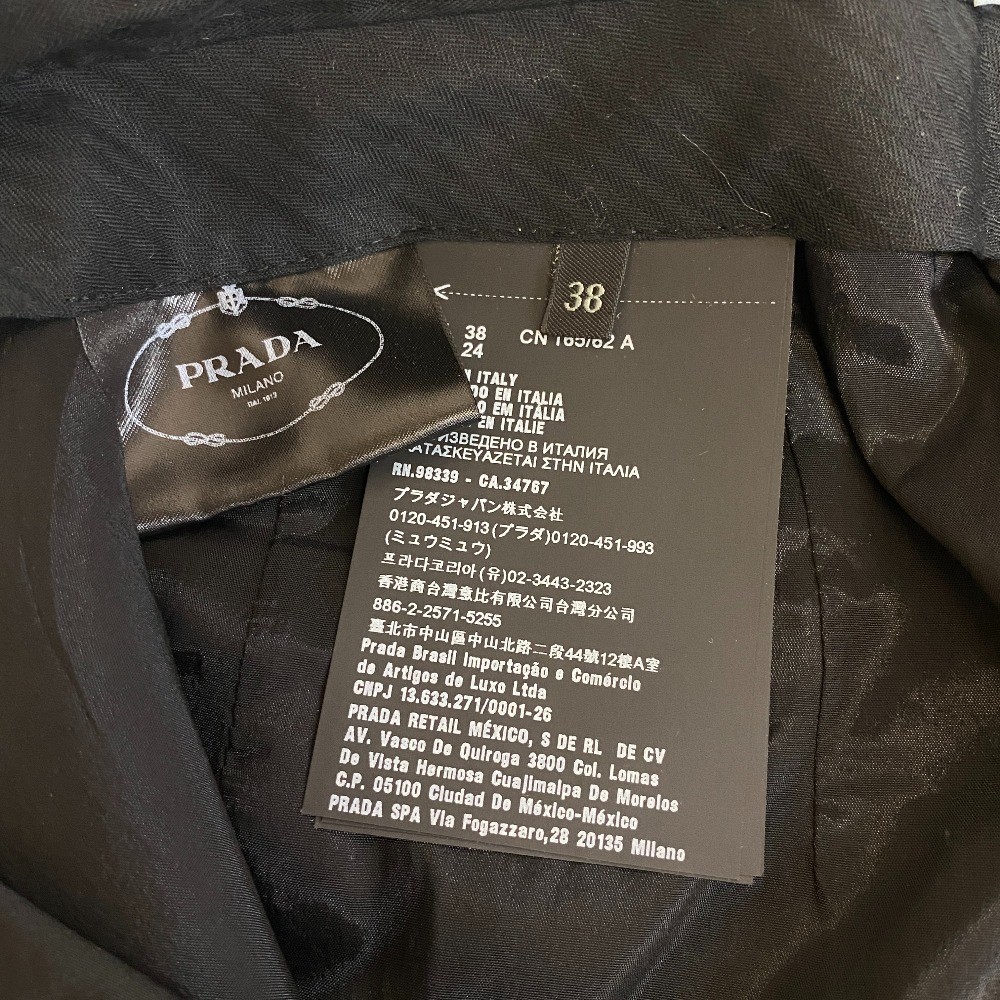 PRADA
MILANO
DAL 1913
38
38 CN 165/62 A
24
ITALY
EN ITALIA
EM ITÁLIA
EN ITALIE
В ИТАЛИЯ
ΣΤΗΝ ΙΤΑΛΙΑ
RN.98339 - CA.34767
プラダジャパン株式会社
0120-451-913(プラダ)0120-451-993
(ミュウミュウ)
프라다코리아(유)02-3443-2323
香港商台灣意比有限公司台灣分公司
886-2-2571-5255
臺北市中山區中山北路二段44號12樓A室
Prada Brasil Importação e Comércio
de Artigos de Luxo Ltda
CNPJ 13.633.271/0001-26
PRADA RETAIL MÉXICO, S DE RL DE CV
AV. Vasco De Quiroga 3800 Col. Lomas
De Vista Hermosa Cuajimalpa De Morelos
C.P. 05100 Ciudad De México-México
PRADA SPA Via Fogazzaro,28 20135 Milano